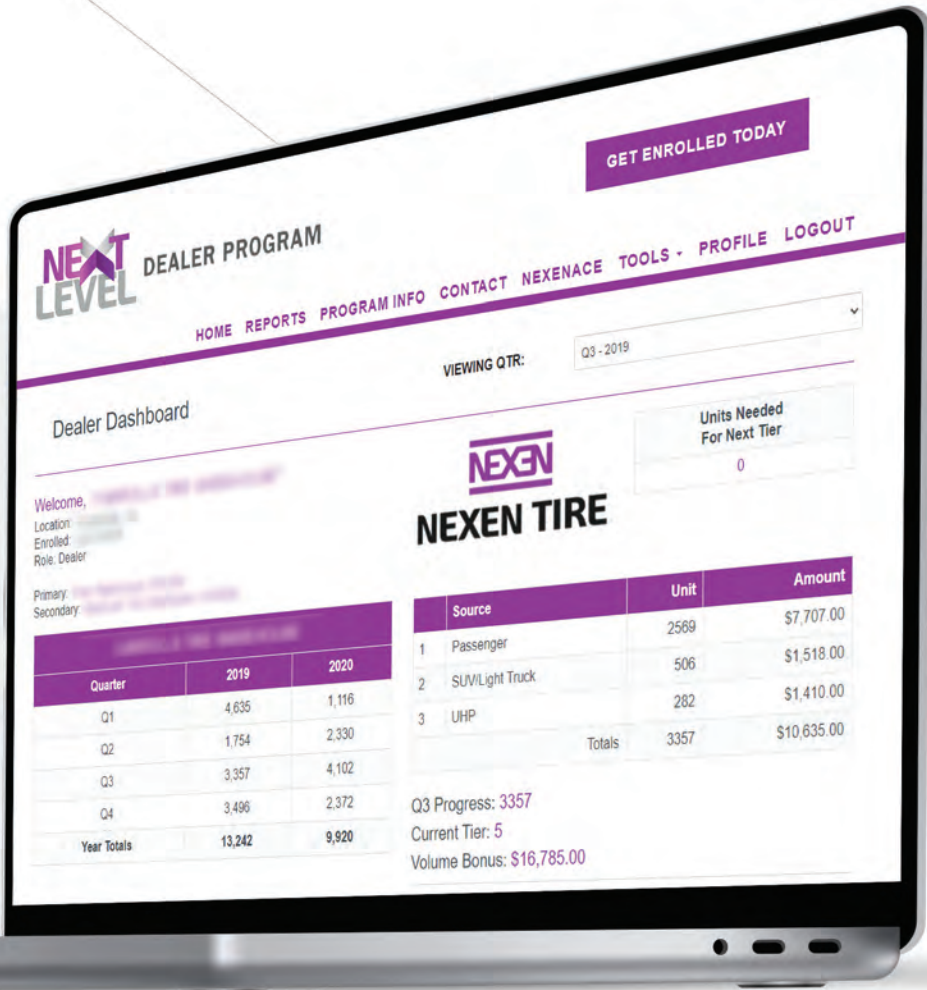 GET ENROLLED TODAY
NEXT LEVEL DEALER PROGRAM
HOME REPORTS PROGRAM INFO CONTACT NEXENACE TOOLS PROFILE LOGOUT
VIEWING QTR: Q3 - 2019
Dealer Dashboard
Units Needed
For Next Tier
0
Welcome,
Location:
Enrolled:
Role: Dealer
Primary:
Secondary:
NEXEN
NEXEN TIRE
Quarter 2019 2020
Q1 4,635 1,116
Q2 1,754 2,330
Q3 3,357 4,102
Q4 3,496 2,372
Year Totals 13,242 9,920
Source Unit Amount
1 Passenger 2569 $7,707.00
2 SUV/Light Truck 506 $1,518.00
3 UHP 282 $1,410.00
Totals 3357 $10,635.00
Q3 Progress: 3357
Current Tier: 5
Volume Bonus: $16,785.00